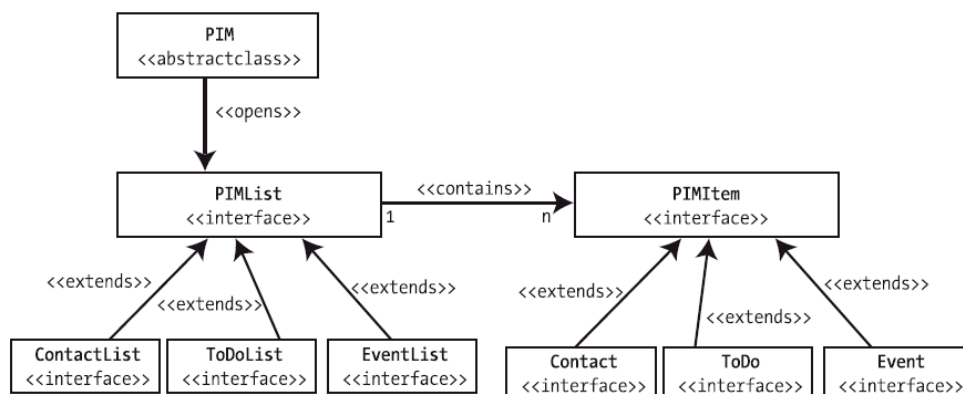 PIM
<<abstractclass>>
<<opens>>
PIMList
<<interface>>
<<contains>>
1
n
PIMItem
<<interface>>
<<extends>>
<<extends>>
<<extends>>
<<extends>>
<<extends>>
<<extends>>
ContactList
<<interface>>
ToDoList
<<interface>>
EventList
<<interface>>
Contact
<<interface>>
ToDo
<<interface>>
Event
<<interface>>